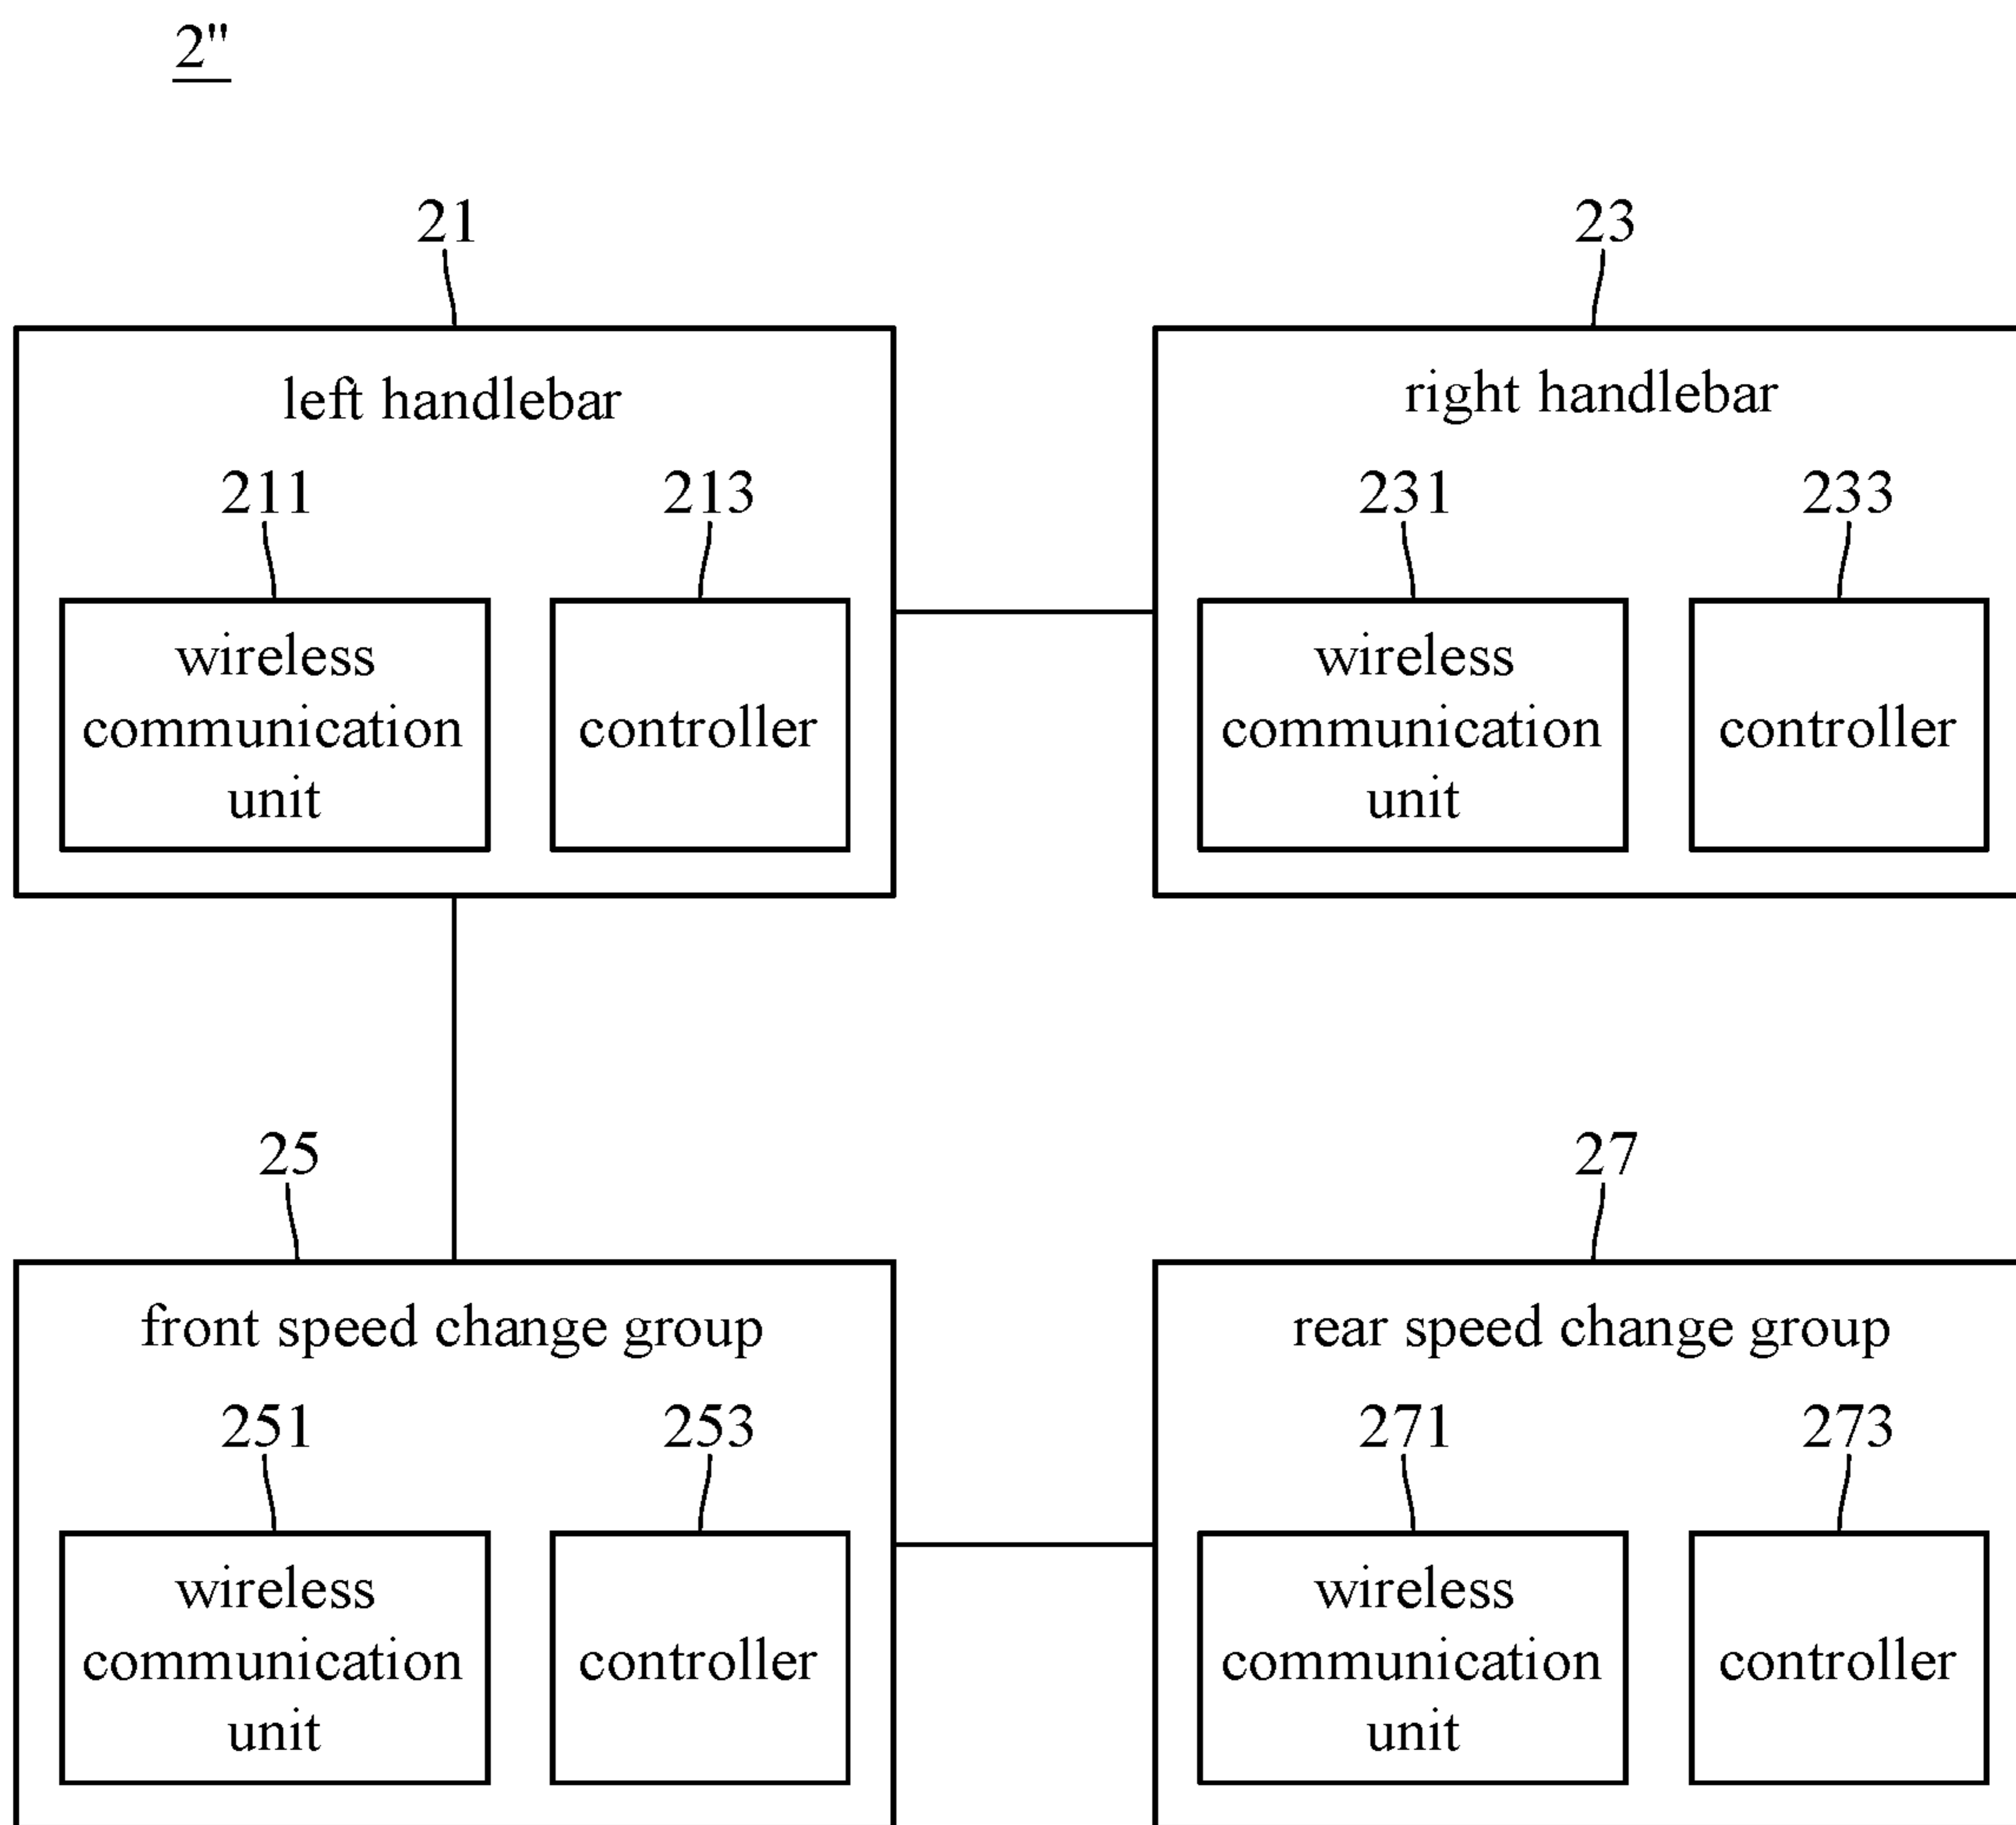 2"
21
23
left handlebar
right handlebar
211
213
231
233
wireless
communication
unit
controller
wireless
communication
unit
controller
25
27
front speed change group
rear speed change group
251
253
271
273
wireless
communication
unit
controller
wireless
communication
unit
controller